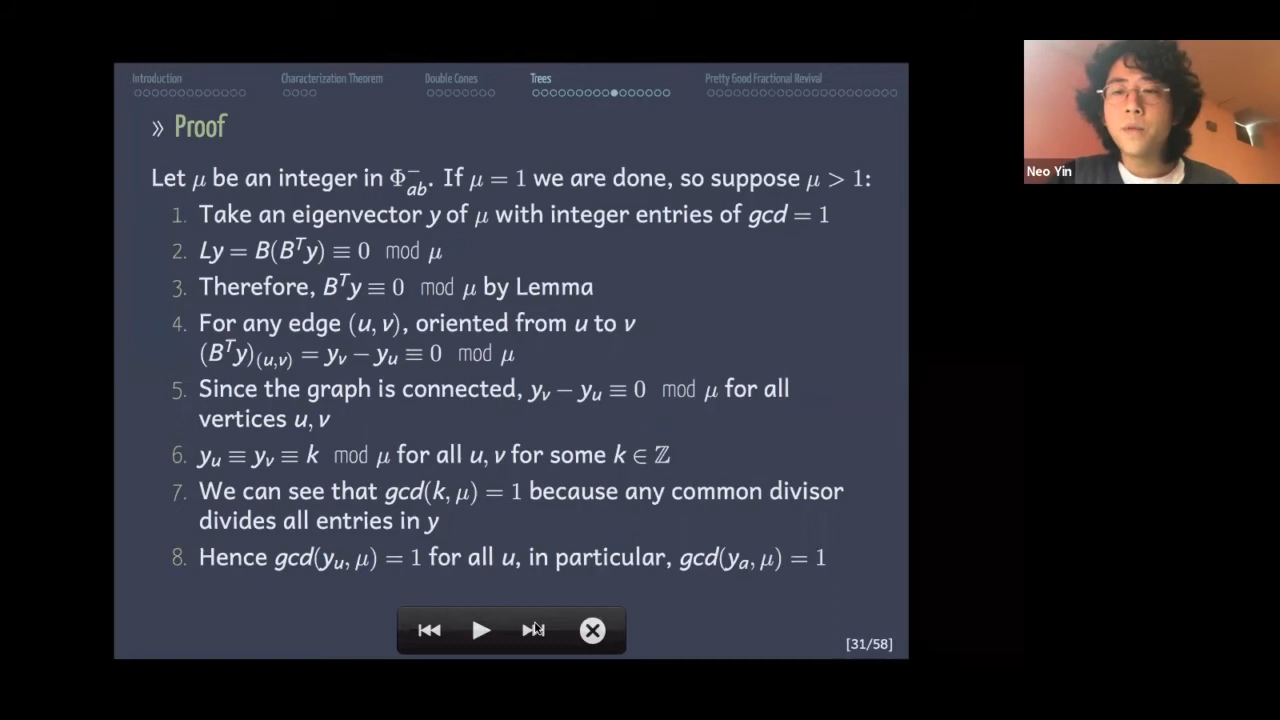 Introduction Characterization Theorem Double Cones Trees Pretty Good Fractional Revival
» Proof
Let μ be an integer in Φ⁻ab. If μ = 1 we are done, so suppose μ > 1:
1. Take an eigenvector y of μ with integer entries of gcd = 1
2. Ly = B(Bᵀy) ≡ 0 mod μ
3. Therefore, Bᵀy ≡ 0 mod μ by Lemma
4. For any edge (u, v), oriented from u to v
(Bᵀy)(u,v) = yv − yu ≡ 0 mod μ
5. Since the graph is connected, yv − yu ≡ 0 mod μ for all
vertices u, v
6. yu ≡ yv ≡ k mod μ for all u, v for some k ∈ ℤ
7. We can see that gcd(k, μ) = 1 because any common divisor
divides all entries in y
8. Hence gcd(yu, μ) = 1 for all u, in particular, gcd(ya, μ) = 1
[31/58]
Neo Yin